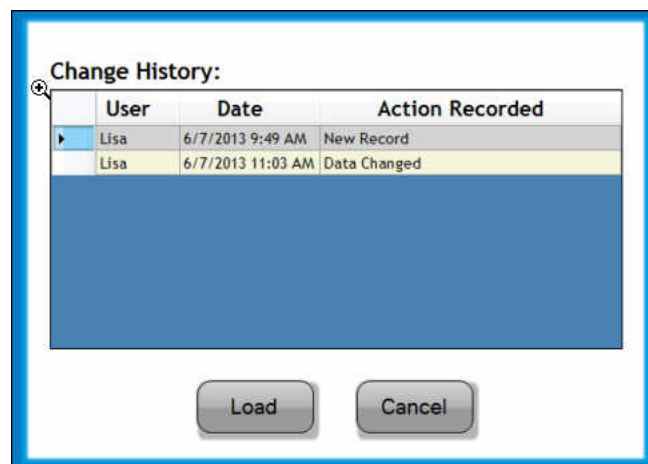 Change History:
User Date Action Recorded
Lisa 6/7/2013 9:49 AM New Record
Lisa 6/7/2013 11:03 AM Data Changed
Load Cancel